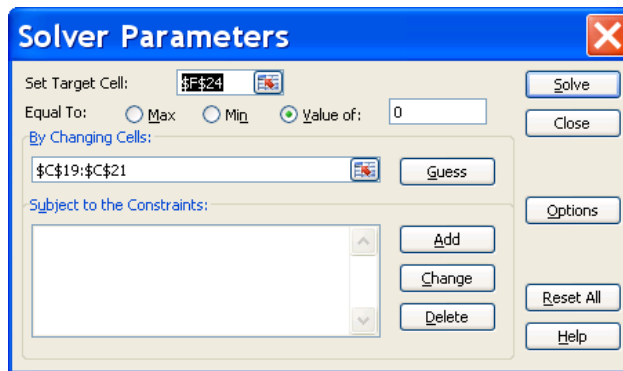 Solver Parameters
Set Target Cell: $F$24 Solve
Equal To: Max Min Value of: 0 Close
By Changing Cells:
$C$19:$C$21 Guess
Subject to the Constraints: Options
Add
Change
Reset All
Delete
Help